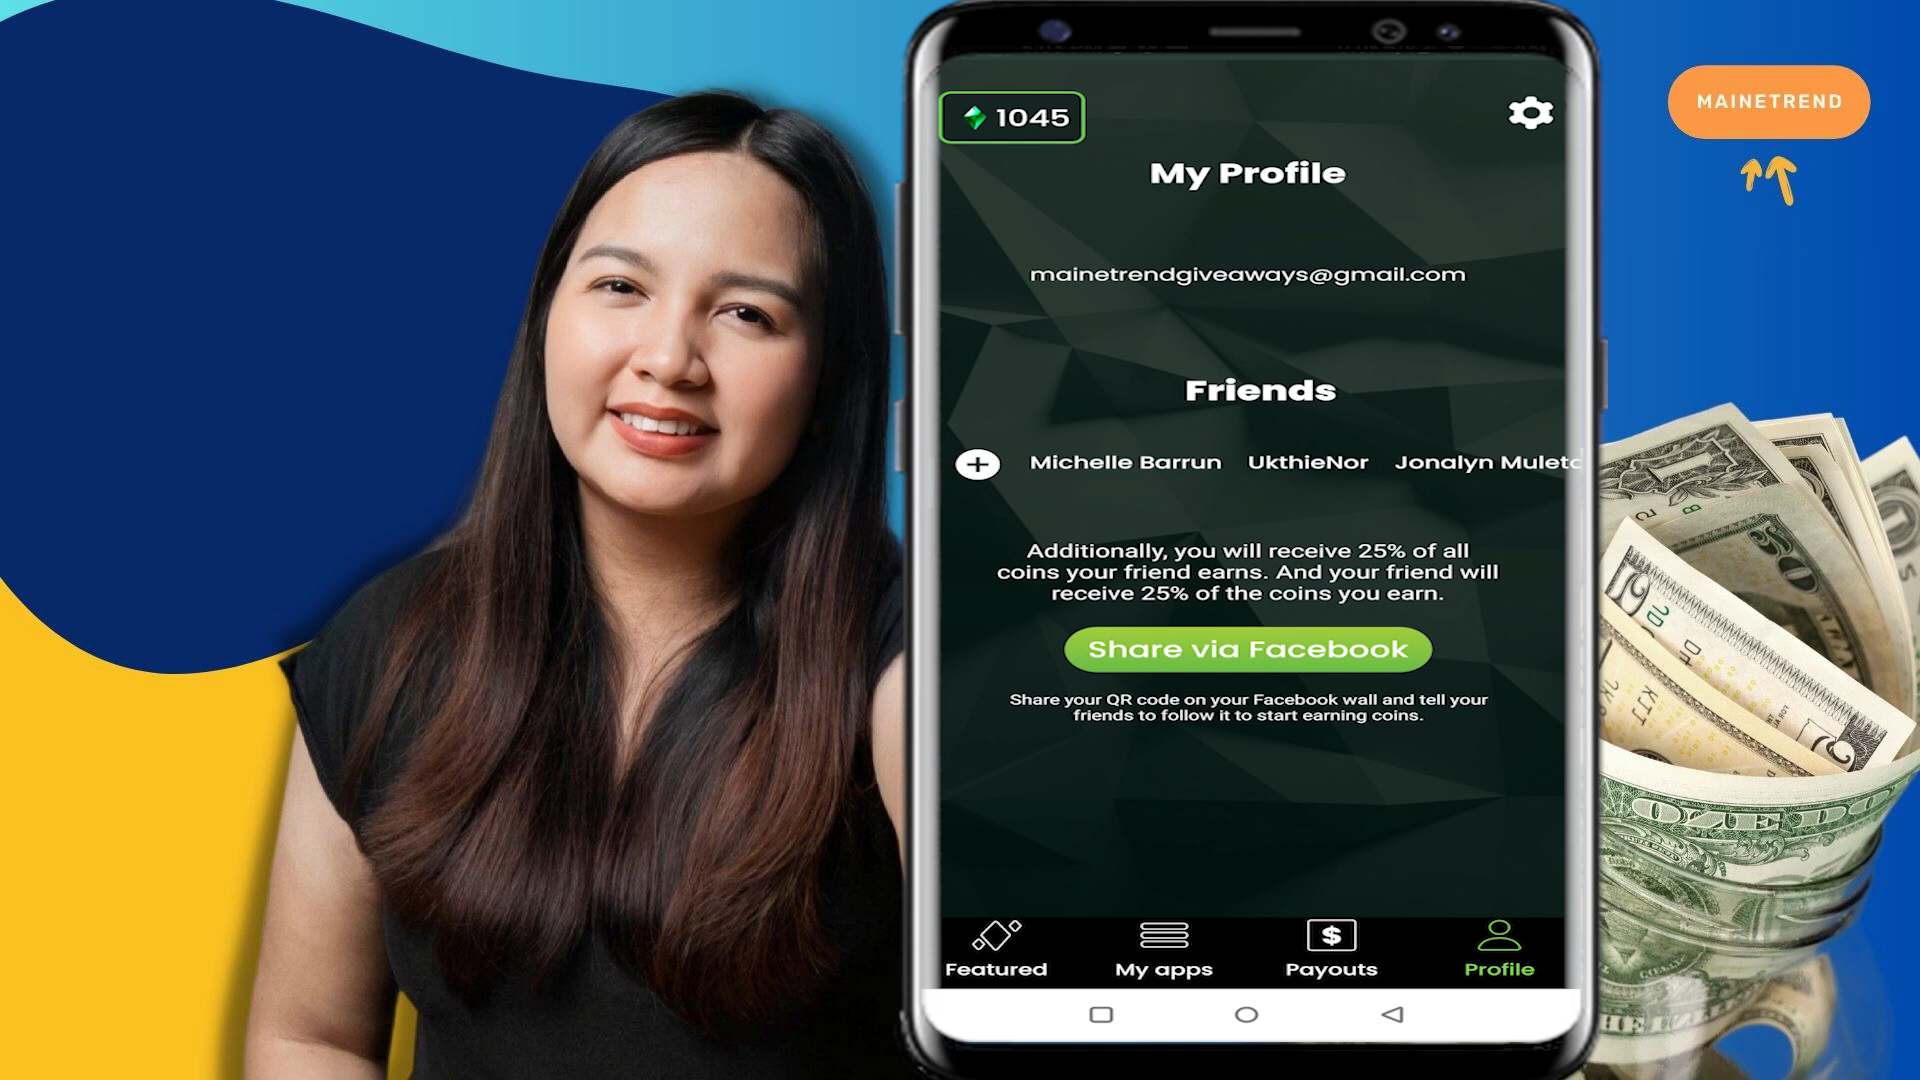 1045
MAINETREND
My Profile
mainetrendgiveaways@gmail.com
Friends
Michelle Barrun UkthieNor Jonalyn
Additionally, you will receive 25% of all
coins your friend earns. And your friend will
receive 25% of the coins you earn.
Share via Facebook
Share your QR code on your Facebook wall and tell your
friends to follow it to start earning coins.
Featured My apps Payouts Profile